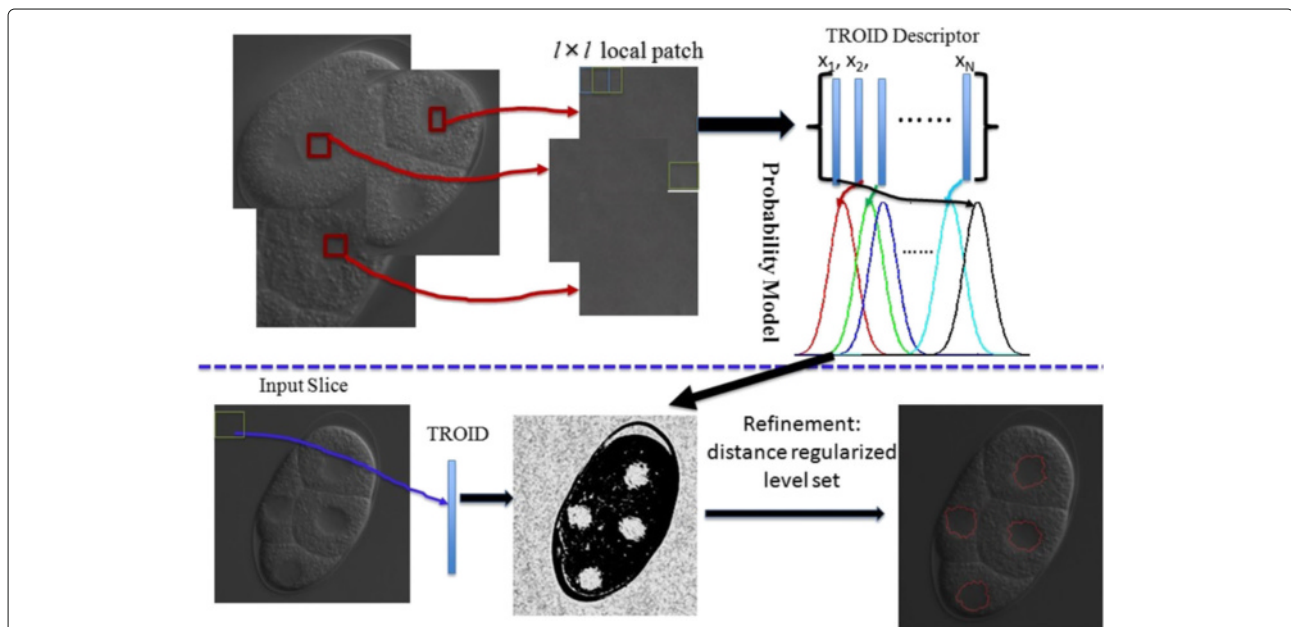 l × l local patch
TROID Descriptor
x1, x2, xN
......
Probability Model
......
Input Slice
TROID
Refinement:
distance regularized
level set